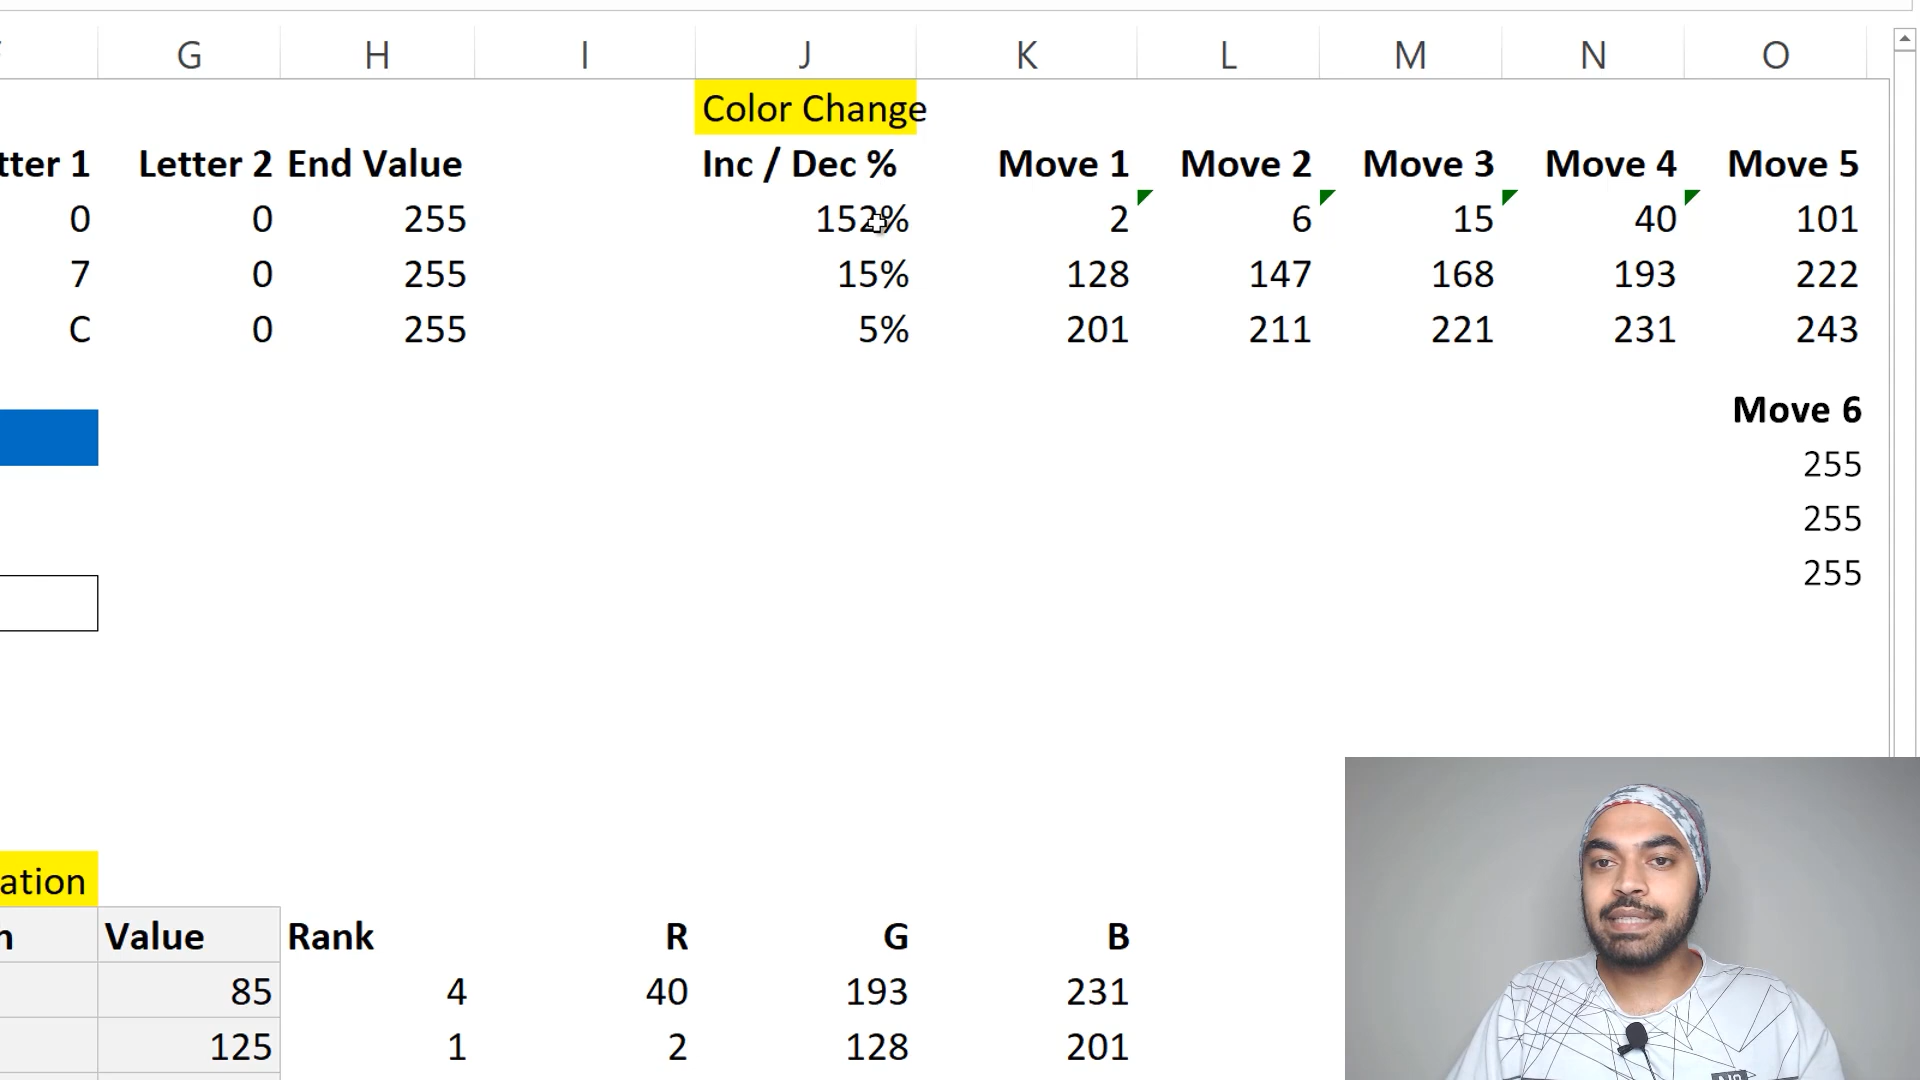 G H I J K L M N O
Color Change
tter 1 Letter 2 End Value Inc / Dec % Move 1 Move 2 Move 3 Move 4 Move 5
0 0 255 152% 2 6 15 40 101
7 0 255 15% 128 147 168 193 222
C 0 255 5% 201 211 221 231 243
Move 6
255
255
255
ation
n Value Rank R G B
85 4 40 193 231
125 1 2 128 201